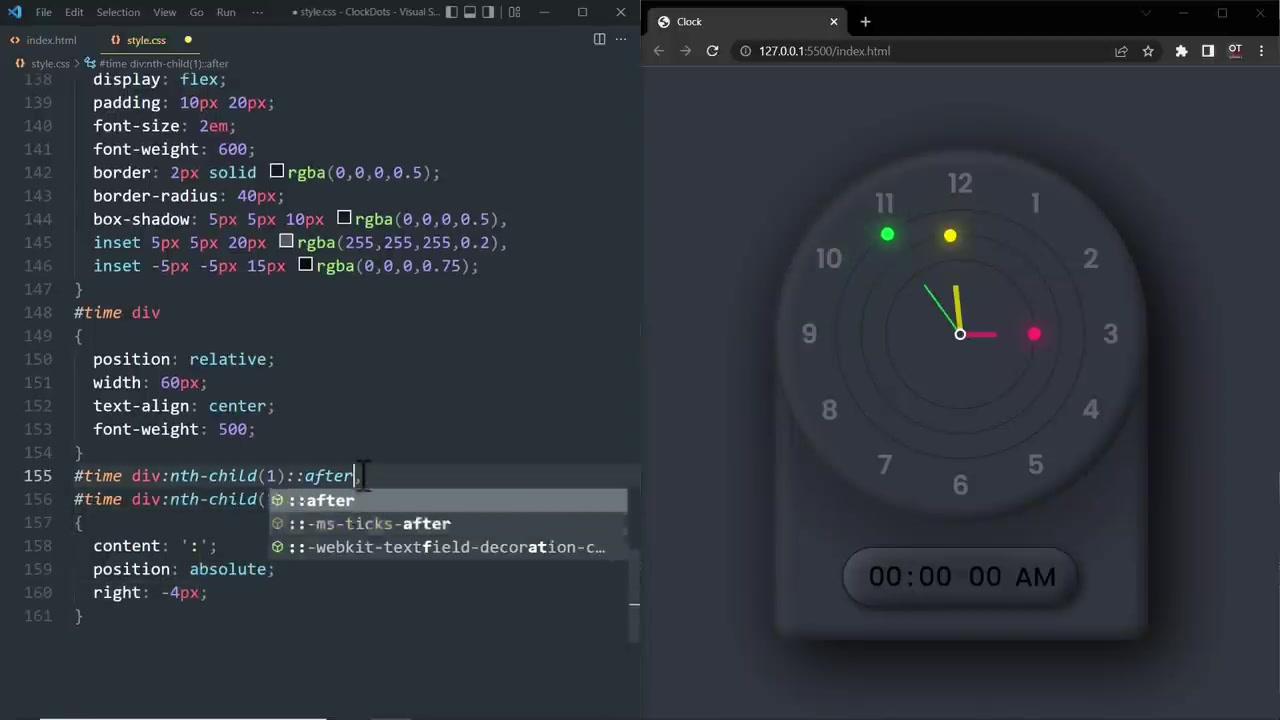 File Edit Selection View Go Run ··· ● style.css - ClockDots - Visual S...
index.html style.css
style.css > #time div:nth-child(1)::after
138 display: flex;
139 padding: 10px 20px;
140 font-size: 2em;
141 font-weight: 600;
142 border: 2px solid rgba(0,0,0,0.5);
143 border-radius: 40px;
144 box-shadow: 5px 5px 10px rgba(0,0,0,0.5),
145 inset 5px 5px 20px rgba(255,255,255,0.2),
146 inset -5px -5px 15px rgba(0,0,0,0.75);
147 }
148 #time div
149 {
150 position: relative;
151 width: 60px;
152 text-align: center;
153 font-weight: 500;
154 }
155 #time div:nth-child(1)::after,
156 #time div:nth-child(
::after
157 {
::-ms-ticks-after
158 content: ':';
::-webkit-textfield-decoration-c...
159 position: absolute;
160 right: -4px;
161 }
Clock
127.0.0.1:5500/index.html
OT
12
11 1
10 2
9 3
8 4
7 5
6
00:00 00 AM